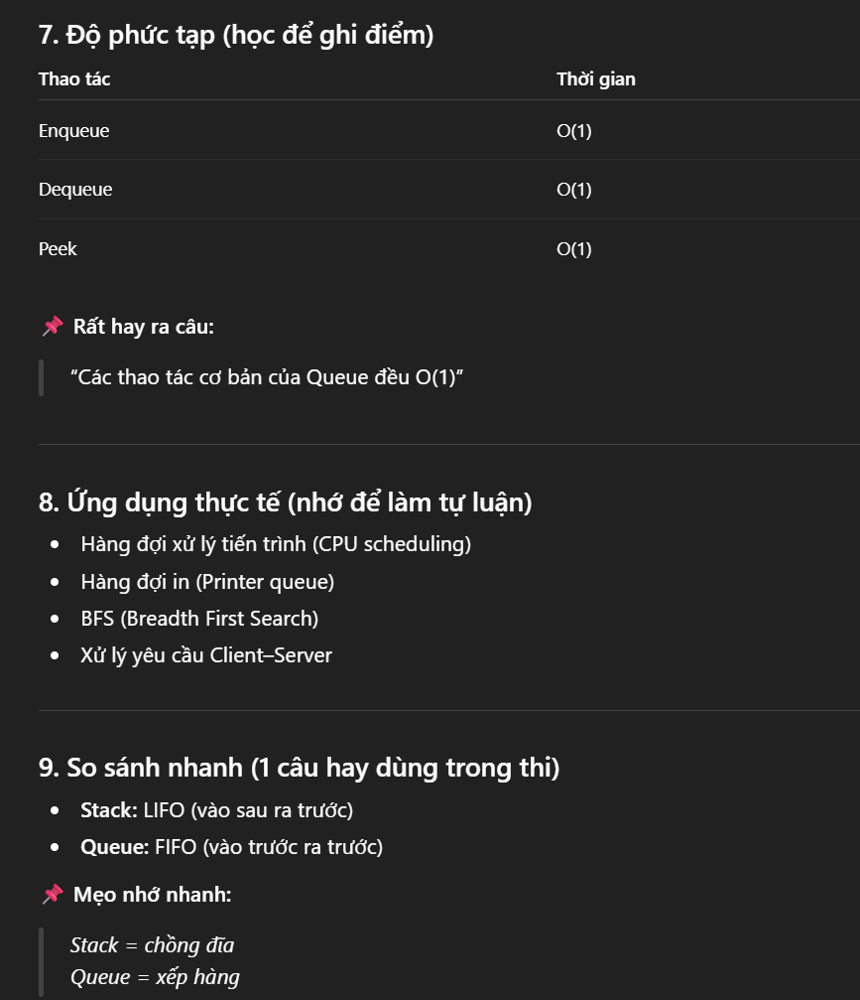 7. Độ phức tạp (học để ghi điểm)
Thao tác Thời gian
Enqueue O(1)
Dequeue O(1)
Peek O(1)
📌 Rất hay ra câu:
“Các thao tác cơ bản của Queue đều O(1)”
8. Ứng dụng thực tế (nhớ để làm tự luận)
• Hàng đợi xử lý tiến trình (CPU scheduling)
• Hàng đợi in (Printer queue)
• BFS (Breadth First Search)
• Xử lý yêu cầu Client–Server
9. So sánh nhanh (1 câu hay dùng trong thi)
• Stack: LIFO (vào sau ra trước)
• Queue: FIFO (vào trước ra trước)
📌 Mẹo nhớ nhanh:
Stack = chồng đĩa
Queue = xếp hàng